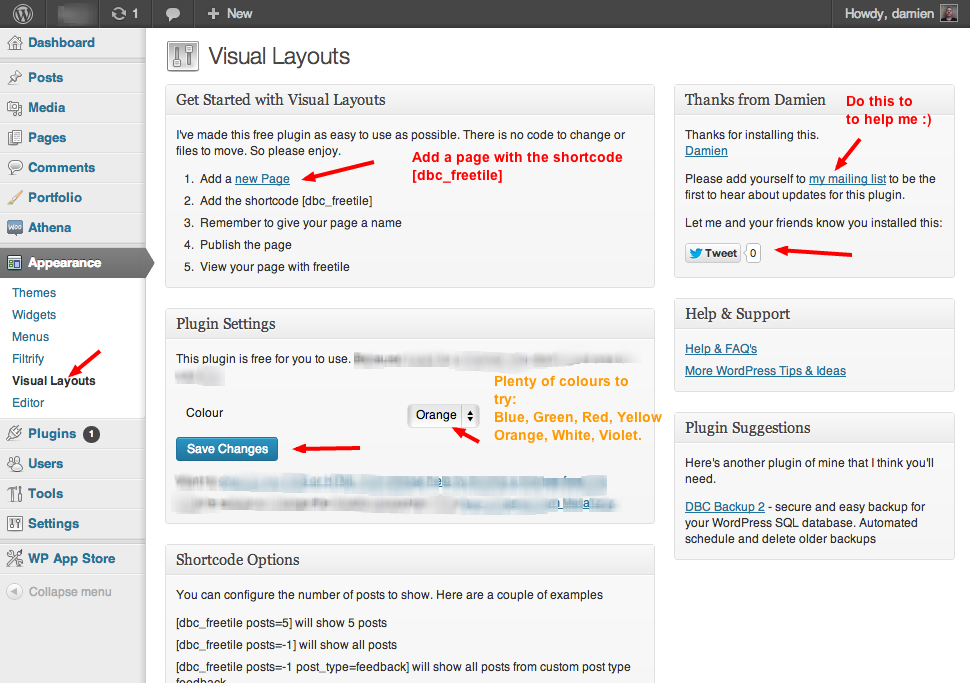 1
New
Howdy, damien
Dashboard
Posts
Media
Pages
Comments
Portfolio
WOO Athena
Appearance
Themes
Widgets
Menus
Filtrify
Visual Layouts
Editor
Plugins 1
Users
Tools
Settings
WP App Store
Collapse menu
Visual Layouts
Get Started with Visual Layouts
I've made this free plugin as easy to use as possible. There is no code to change or
files to move. So please enjoy.
1. Add a new Page
2. Add the shortcode [dbc_freetile]
3. Remember to give your page a name
4. Publish the page
5. View your page with freetile
Add a page with the shortcode
[dbc_freetile]
Plugin Settings
This plugin is free for you to use.
Colour
Orange
Save Changes
Plenty of colours to
try:
Blue, Green, Red, Yellow
Orange, White, Violet.
Shortcode Options
You can configure the number of posts to show. Here are a couple of examples
[dbc_freetile posts=5] will show 5 posts
[dbc_freetile posts=-1] will show all posts
[dbc_freetile posts=-1 post_type=feedback] will show all posts from custom post type
feedback
Thanks from Damien
Do this to
to help me :)
Thanks for installing this.
Damien
Please add yourself to my mailing list to be the
first to hear about updates for this plugin.
Let me and your friends know you installed this:
Tweet 0
Help & Support
Help & FAQ's
More WordPress Tips & Ideas
Plugin Suggestions
Here's another plugin of mine that I think you'll
need.
DBC Backup 2 - secure and easy backup for
your WordPress SQL database. Automated
schedule and delete older backups